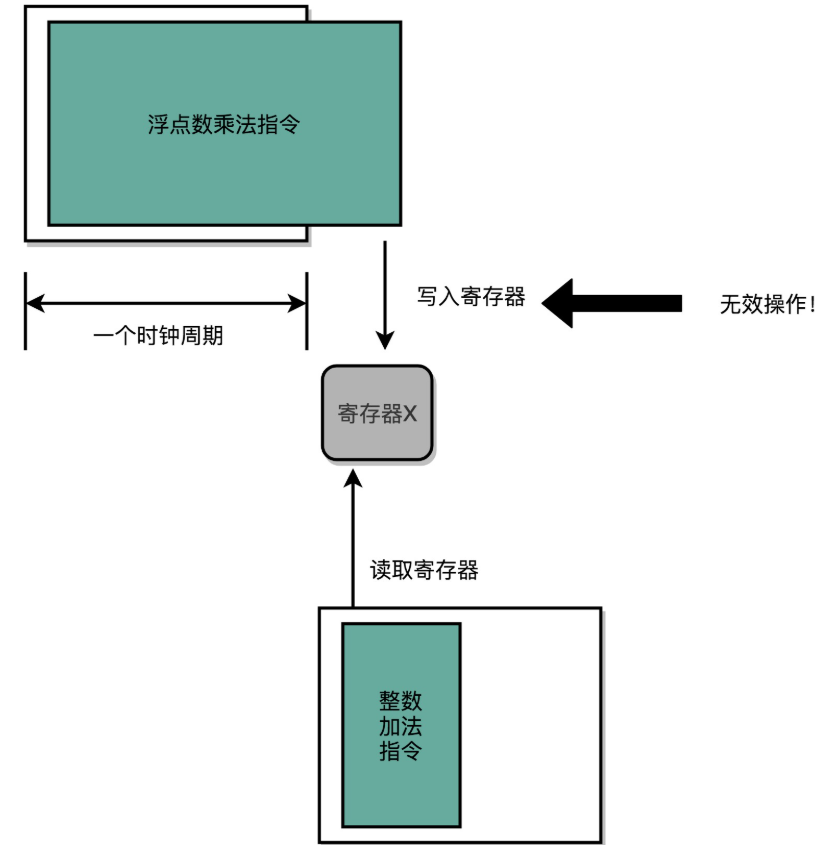 浮点数乘法指令
写入寄存器
无效操作！
一个时钟周期
寄存器X
读取寄存器
整数
加法
指令